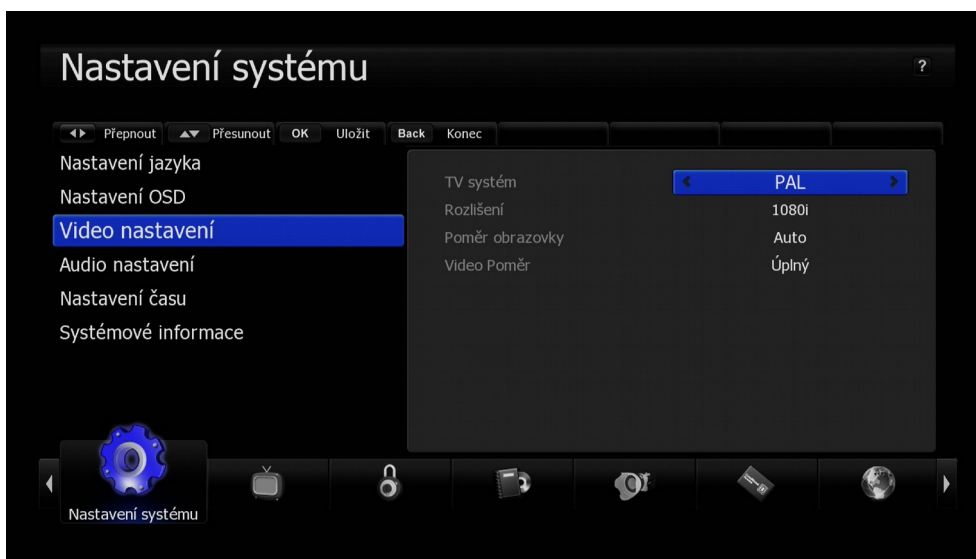 Nastavení systému
?
Přepnout Přesunout OK Uložit Back Konec
Nastavení jazyka
Nastavení OSD
Video nastavení
Audio nastavení
Nastavení času
Systémové informace
TV systém PAL
Rozlišení 1080i
Poměr obrazovky Auto
Video Poměr Úplný
Nastavení systému